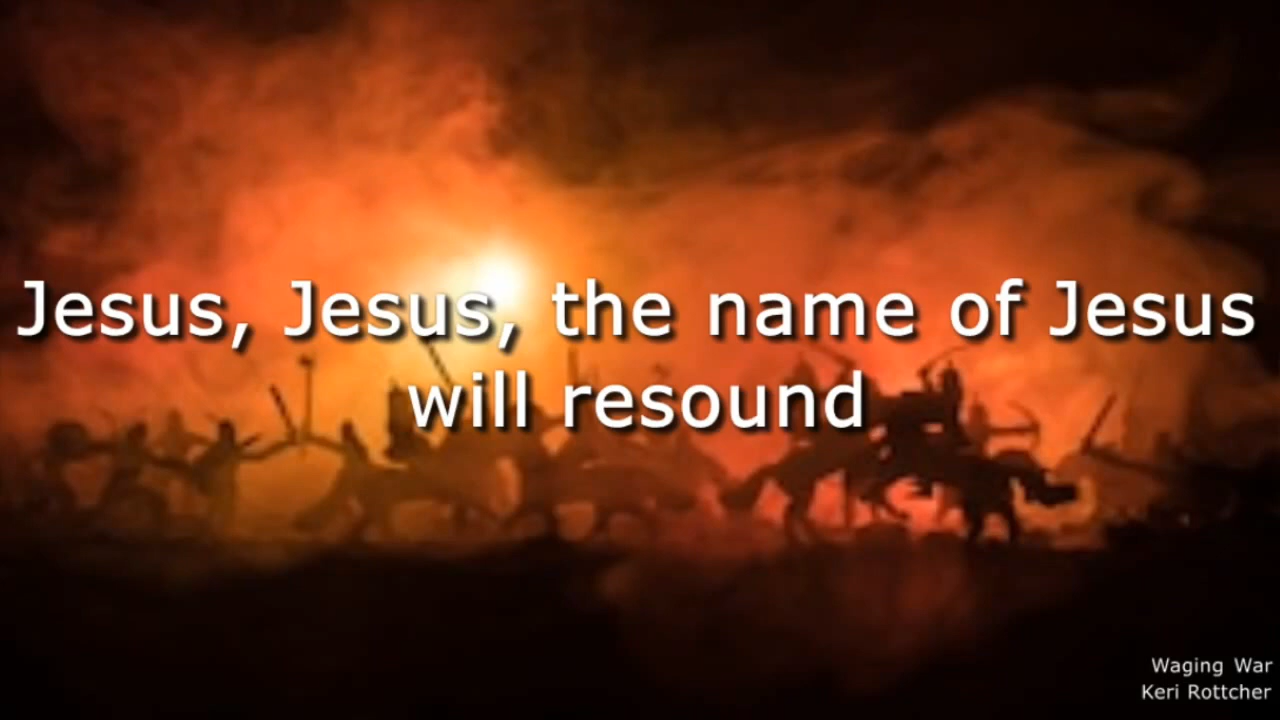 Jesus, Jesus, the name of Jesus
will resound
Waging War
Keri Rottcher